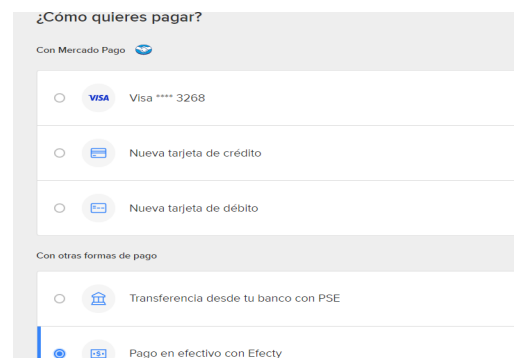 ¿Cómo quieres pagar?
Con Mercado Pago
VISA Visa **** 3268
Nueva tarjeta de crédito
Nueva tarjeta de débito
Con otras formas de pago
Transferencia desde tu banco con PSE
Pago en efectivo con Efecty